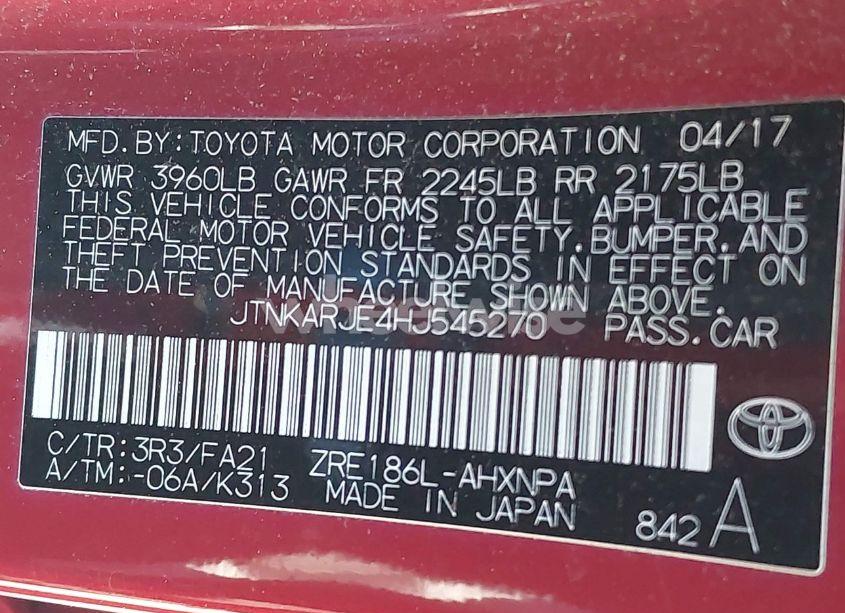 MFD. BY: TOYOTA MOTOR CORPORATION 04/17
GVWR 3960LB GAWR FR 2245LB RR 2175LB
THIS VEHICLE CONFORMS TO ALL APPLICABLE
FEDERAL MOTOR VEHICLE SAFETY, BUMPER, AND
THEFT PREVENTION STANDARDS IN EFFECT ON
THE DATE OF MANUFACTURE SHOWN ABOVE.
JTNKARJE4HJ545270 PASS. CAR
C/TR: 3R3/FA21 ZRE186L-AHXNPA
A/TM: -06A/K313 MADE IN JAPAN
842 A